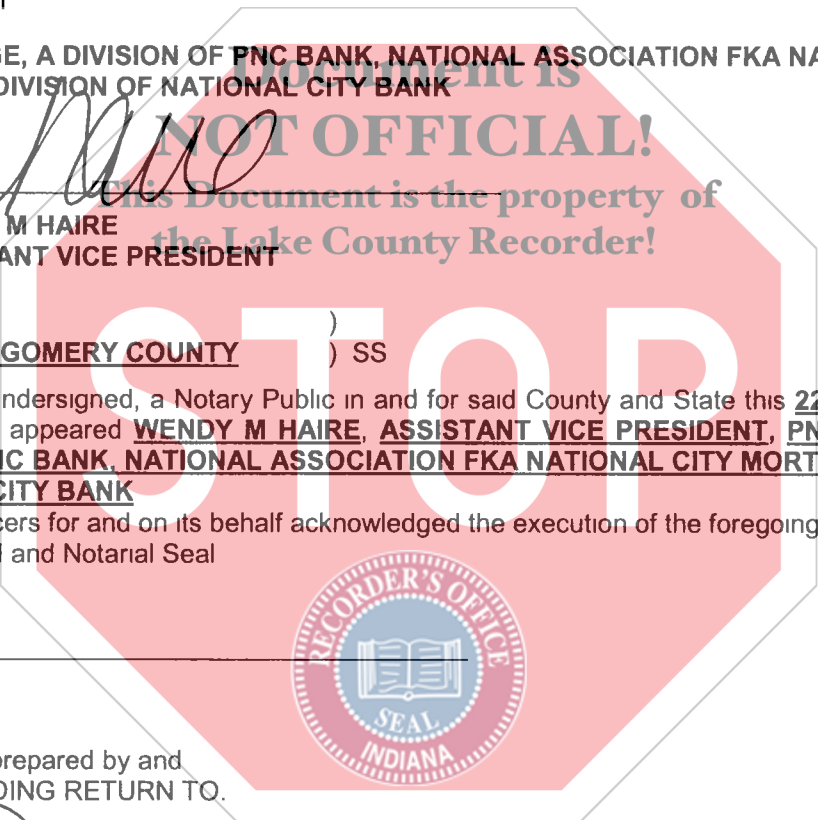 GE, A DIVISION OF PNC BANK, NATIONAL ASSOCIATION FKA NA
DIVISION OF NATIONAL CITY BANK
Document is
NOT OFFICIAL!
This Document is the property of
the Lake County Recorder!
M HAIRE
ANT VICE PRESIDENT
)
GOMERY COUNTY ) SS
ndersigned, a Notary Public in and for said County and State this 22
appeared WENDY M HAIRE, ASSISTANT VICE PRESIDENT, PN
NC BANK, NATIONAL ASSOCIATION FKA NATIONAL CITY MORT
CITY BANK
cers for and on its behalf acknowledged the execution of the foregoing
and Notarial Seal
STOP
RECORDER'S OFFICE
SEAL
INDIANA
prepared by and
DING RETURN TO.